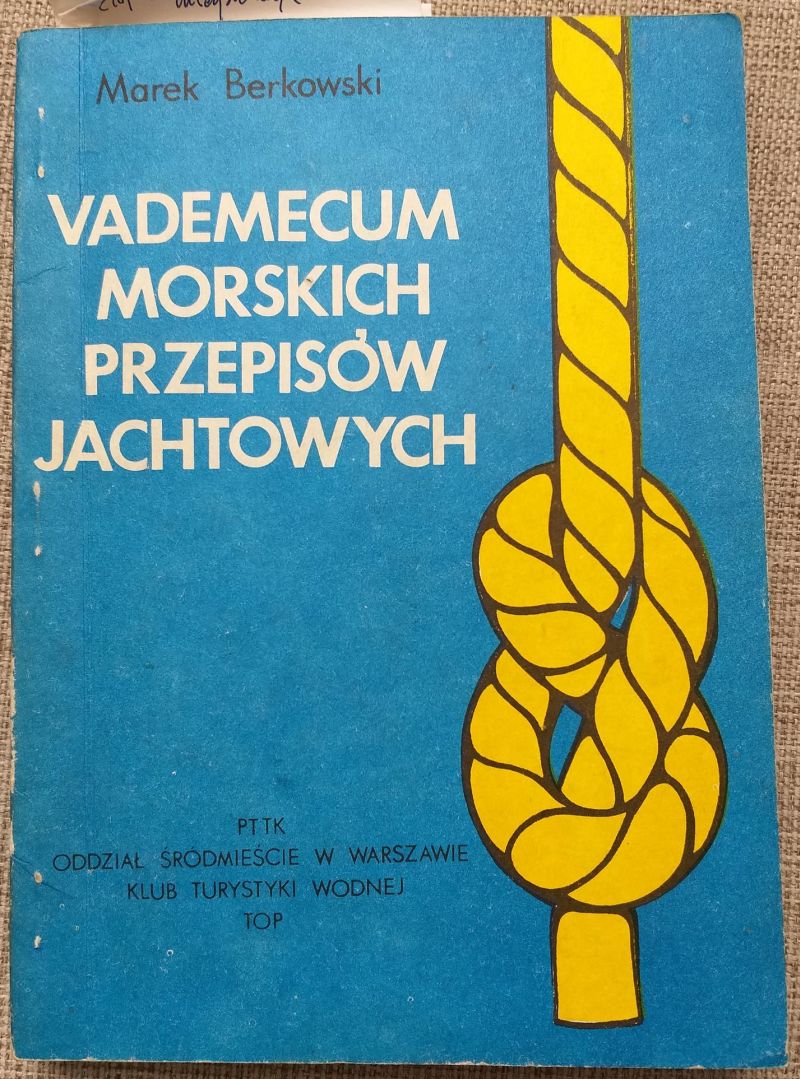 Marek Berkowski
VADEMECUM
MORSKICH
PRZEPISÓW
JACHTOWYCH
PTTK
ODDZIAŁ ŚRÓDMIEŚCIE W WARSZAWIE
KLUB TURYSTYKI WODNEJ
TOP